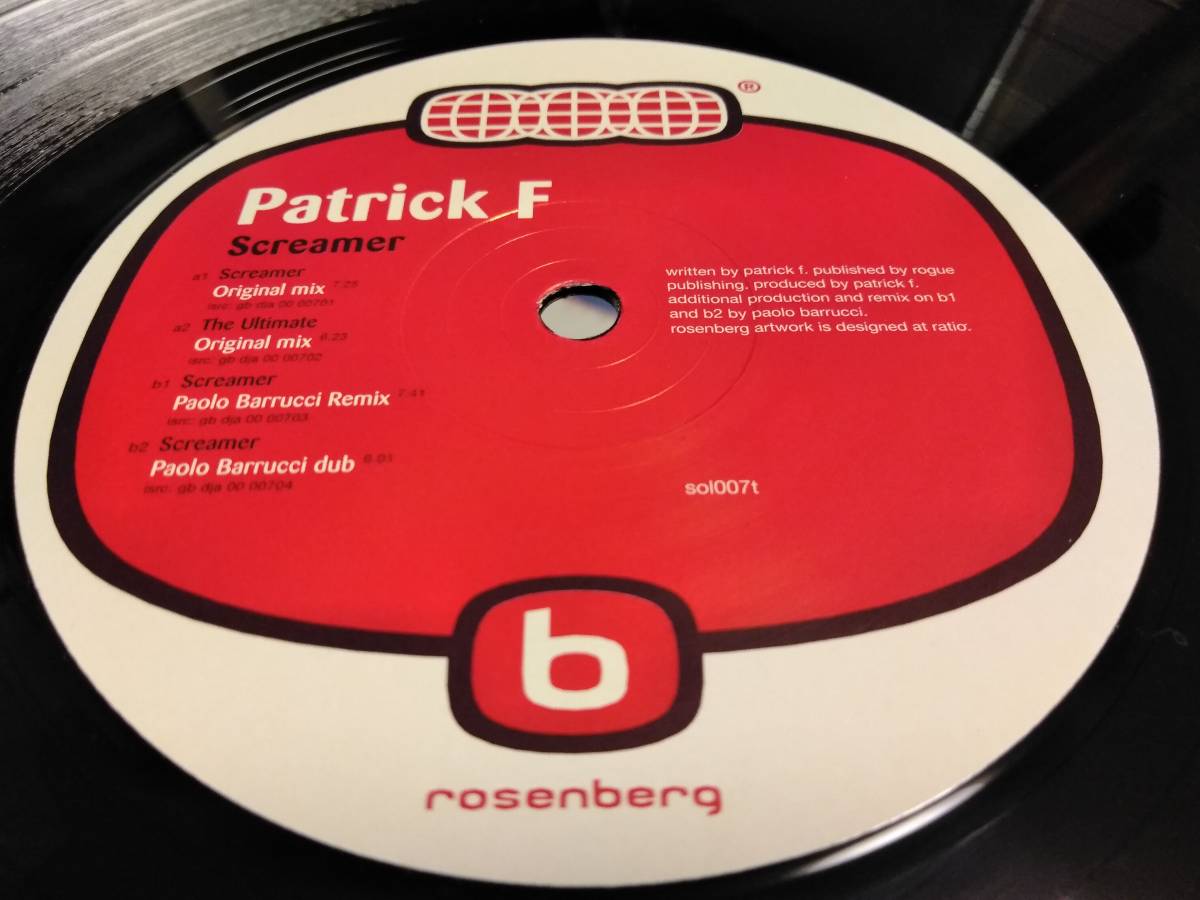 ®
Patrick F
Screamer
a1 Screamer
Original mix 7.25
isrc: gb dja 00 00701
a2 The Ultimate
Original mix 6.23
isrc: gb dja 00 00702
b1 Screamer
Paolo Barrucci Remix 7:41
isrc: gb dja 00 00703
b2 Screamer
Paolo Barrucci dub 6.01
isrc: gb dja 00 00704
written by patrick f. published by rogue
publishing. produced by patrick f.
additional production and remix on b1
and b2 by paolo barrucci.
rosenberg artwork is designed at ratio.
sol007t
b
rosenberg